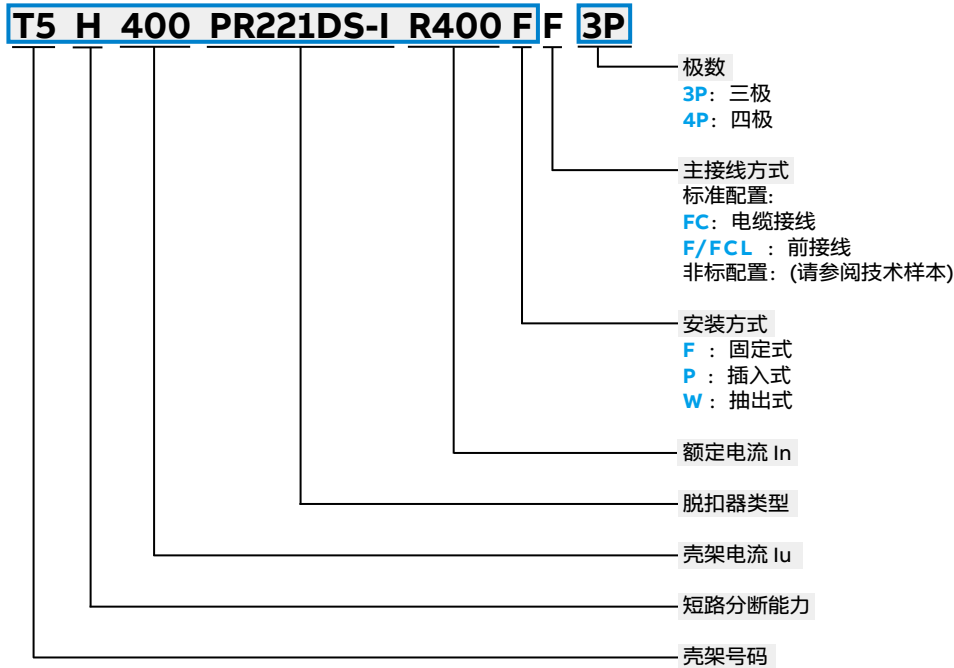 T5 H 400 PR221DS-I R400 F F 3P
极数
3P：三极
4P：四极
主接线方式
标准配置:
FC：电缆接线
F/FCL ：前接线
非标配置：(请参阅技术样本)
安装方式
F ：固定式
P ：插入式
W ：抽出式
额定电流 In
脱扣器类型
壳架电流 Iu
短路分断能力
壳架号码